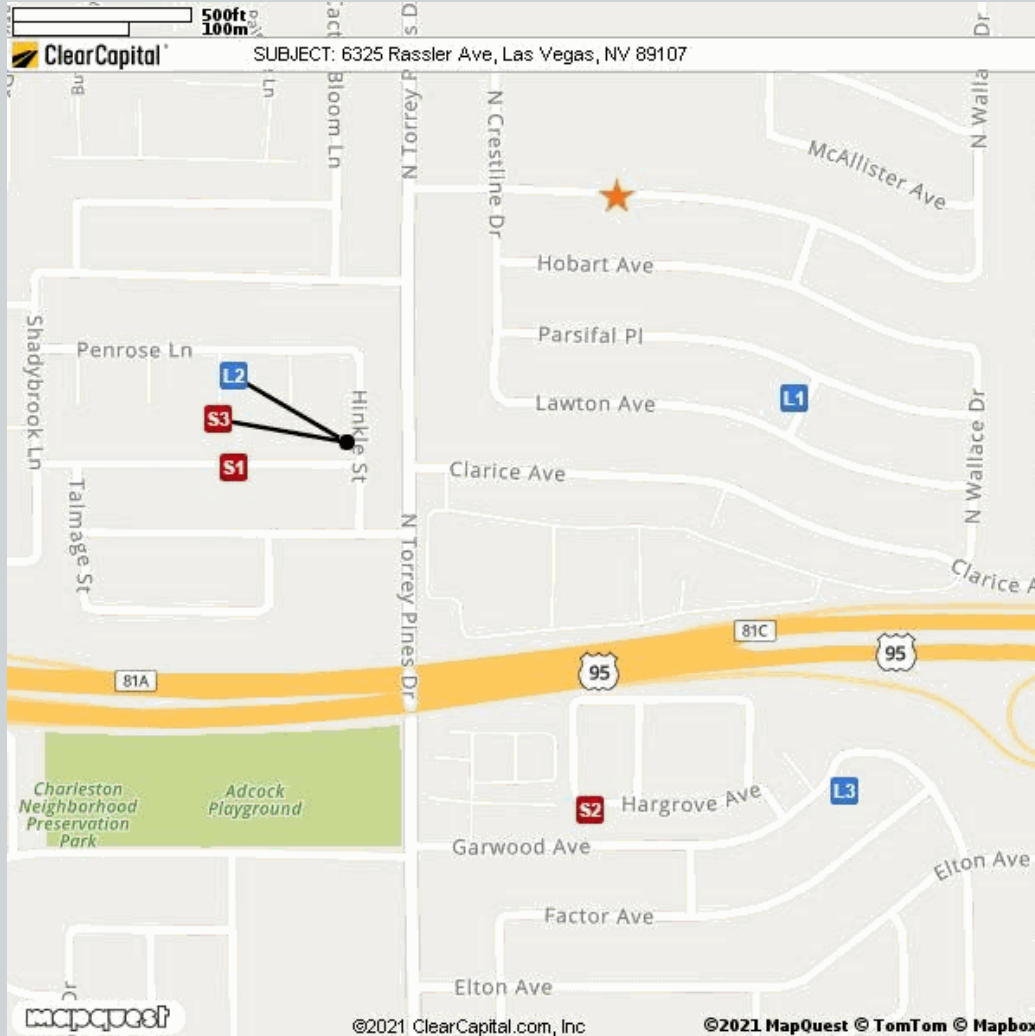 500ft
100m
ClearCapital
SUBJECT: 6325 Rassler Ave, Las Vegas, NV 89107
Ln
Bloom Ln
N Torrey P
s D
N Crestline Dr
N Walla
Dr
McAllister Ave
Hobart Ave
Parsifal Pl
Lawton Ave
Clarice Ave
Penrose Ln
Shadybrook Ln
Hinkle St
Talmage St
N Torrey Pines Dr
N Wallace Dr
Clarice A
L2
S3
S1
L1
81A
81C
95
95
Charleston
Neighborhood
Preservation
Park
Adcock
Playground
S2
Hargrove Ave
L3
Garwood Ave
Elton Ave
Factor Ave
Elton Ave
Dr
mapquest
©2021 ClearCapital.com, Inc
©2021 MapQuest © TomTom © Mapbo